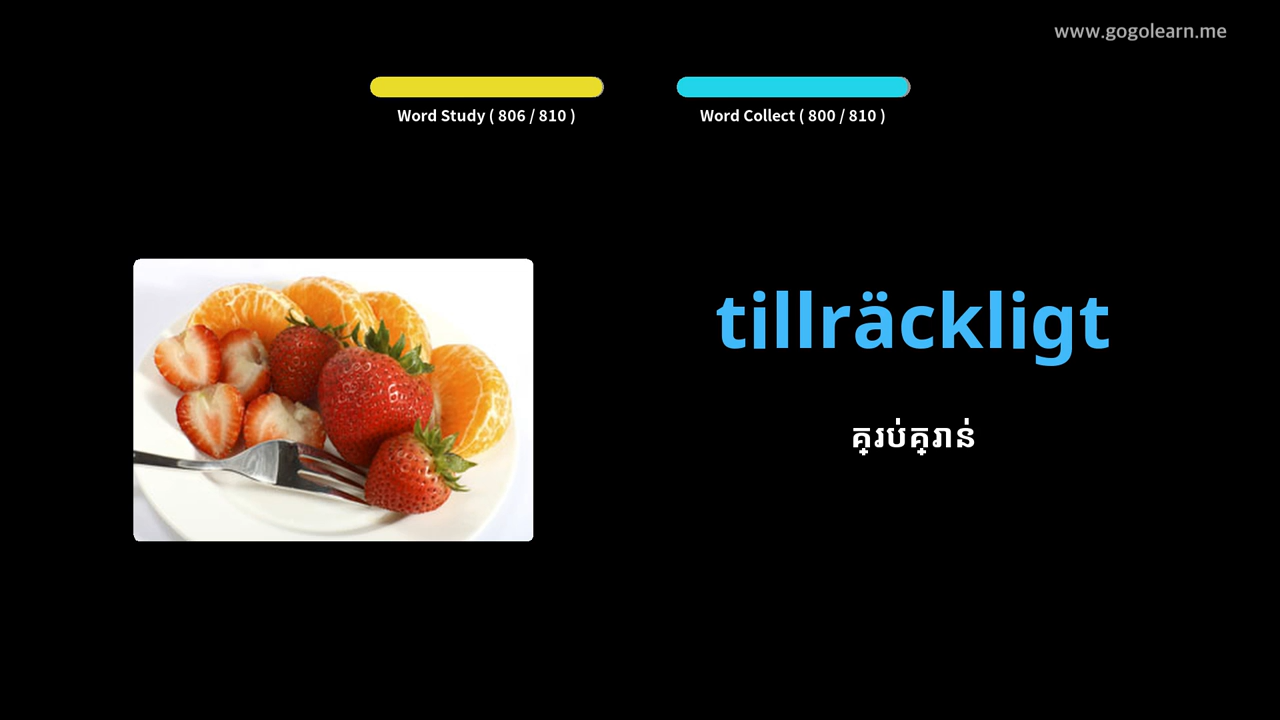 www.gogolearn.me
Word Study ( 806 / 810 )
Word Collect ( 800 / 810 )
tillräckligt
គ្រប់គ្រាន់